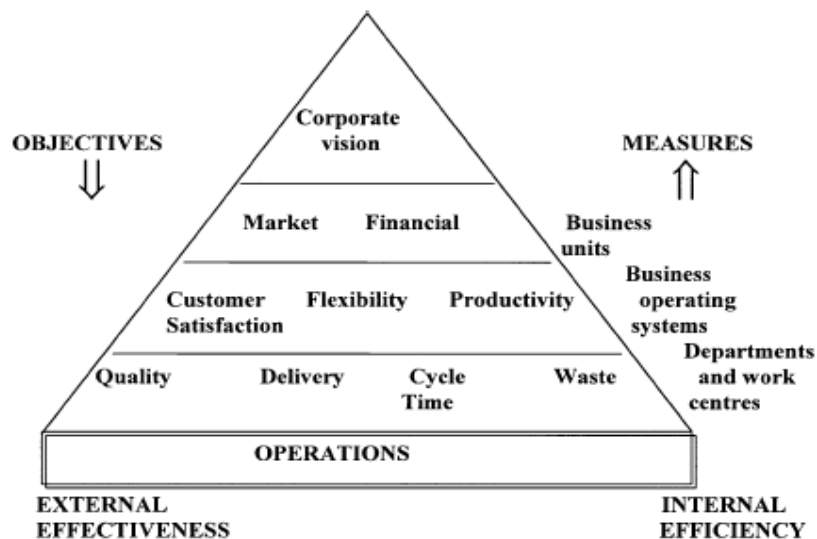 Corporate
vision
OBJECTIVES
MEASURES
Market Financial
Business
units
Customer
Satisfaction
Flexibility
Productivity
Business
operating
systems
Quality
Delivery
Cycle
Time
Waste
Departments
and work
centres
OPERATIONS
EXTERNAL
EFFECTIVENESS
INTERNAL
EFFICIENCY